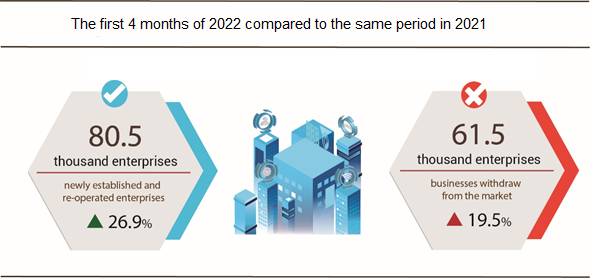 The first 4 months of 2022 compared to the same period in 2021
80.5
thousand enterprises
newly established and
re-operated enterprises
26.9%
61.5
thousand enterprises
businesses withdraw
from the market
19.5%